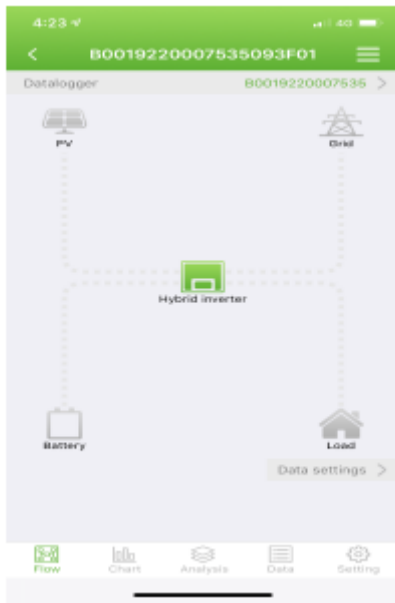 4:23
4G
B0019220007535093F01
Datalogger B0019220007535
PV
Grid
Hybrid inverter
Battery
Load
Data settings
Flow Chart Analysis Data Setting